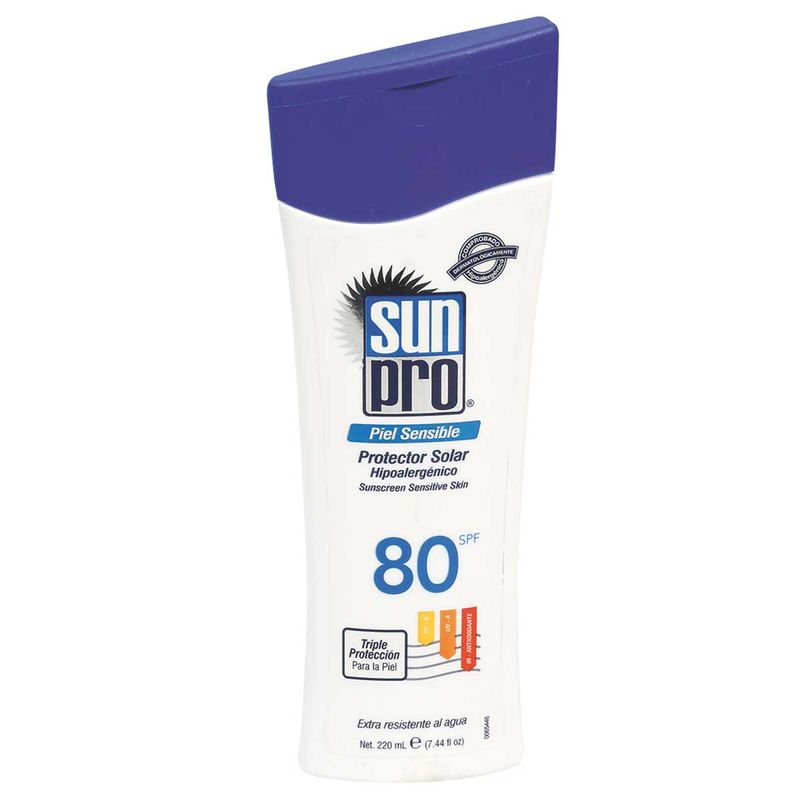 COMPROBADO
DERMATOLÓGICAMENTE
Hipoalergénico
sun
pro®
Piel Sensible
Protector Solar
Hipoalergénico
Sunscreen Sensitive Skin
80 SPF
UV - B
UV - A
IR - ANTIOXIDANTE
Triple
Protección
Para la Piel
Extra resistente al agua
Net. 220 mL ℮ (7.44 fl oz)
0065446